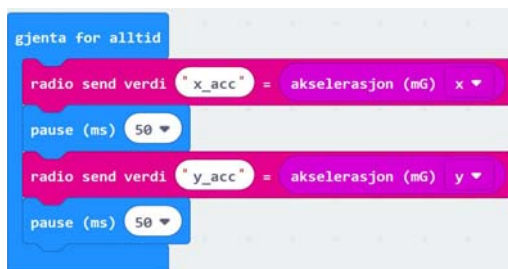 gjenta for alltid
radio send verdi "x_acc" = akselerasjon (mG) x
pause (ms) 50
radio send verdi "y_acc" = akselerasjon (mG) y
pause (ms) 50